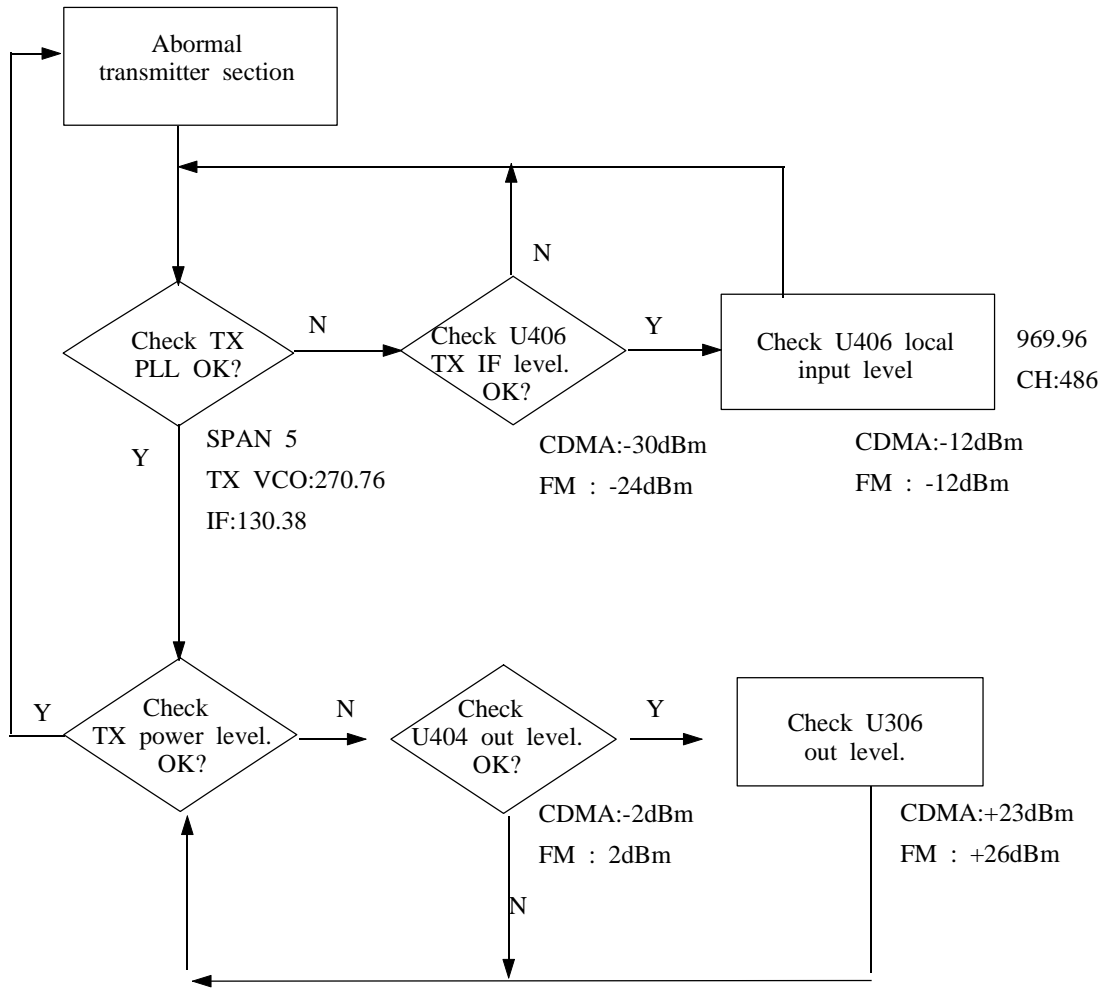 Abormal
transmitter section
N
Check TX
PLL OK?
N
Check U406
TX IF level.
OK?
Y
Check U406 local
input level
969.96
CH:486
Y
SPAN 5
TX VCO:270.76
IF:130.38
CDMA:-30dBm
FM : -24dBm
CDMA:-12dBm
FM : -12dBm
Y
Check
TX power level.
OK?
N
Check
U404 out level.
OK?
Y
Check U306
out level.
CDMA:-2dBm
FM : 2dBm
CDMA:+23dBm
FM : +26dBm
N